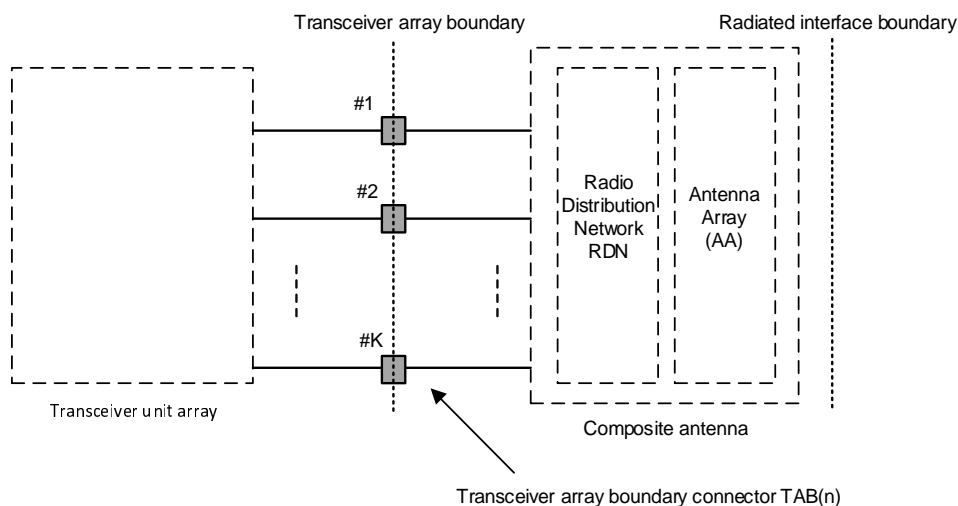 Transceiver array boundary
Radiated interface boundary
#1
#2
#K
Radio
Distribution
Network
RDN
Antenna
Array
(AA)
Transceiver unit array
Composite antenna
Transceiver array boundary connector TAB(n)